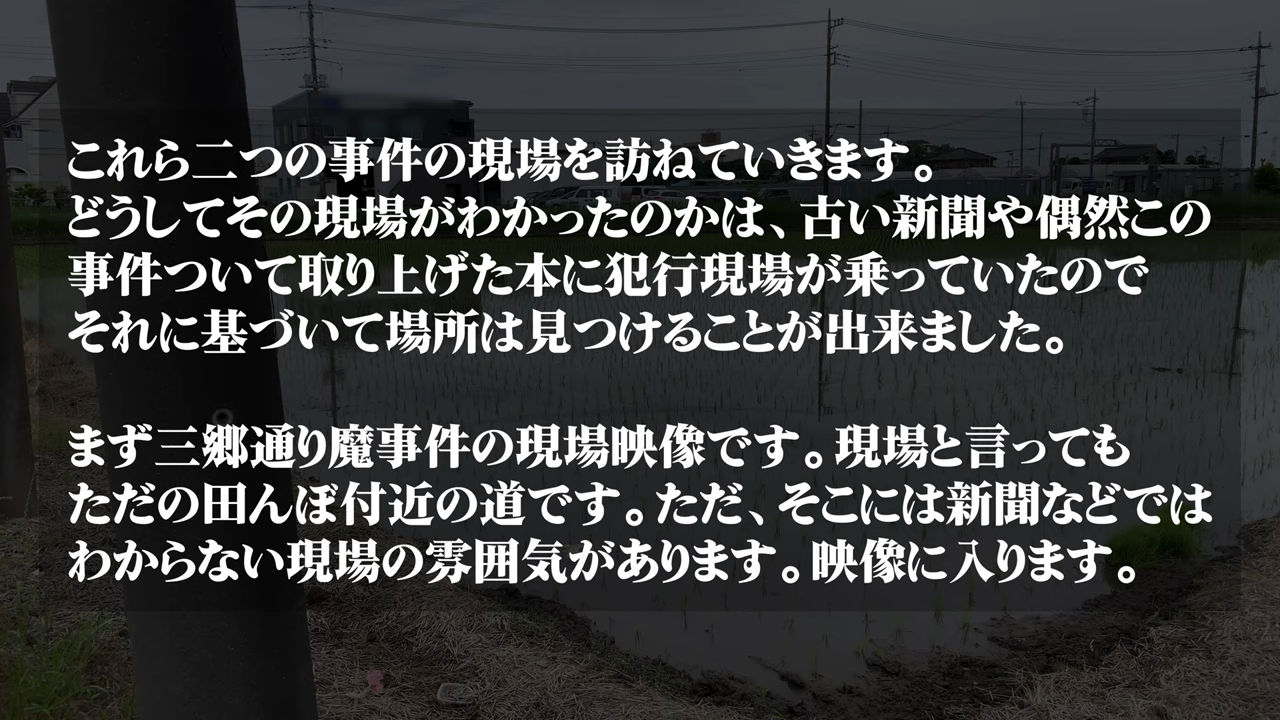 これら二つの事件の現場を訪ねていきます。
どうしてその現場がわかったのかは、古い新聞や偶然この
事件ついて取り上げた本に犯行現場が乗っていたので
それに基づいて場所は見つけることが出来ました。
まず三郷通り魔事件の現場映像です。現場と言っても
ただの田んぼ付近の道です。ただ、そこには新聞などでは
わからない現場の雰囲気があります。映像に入ります。